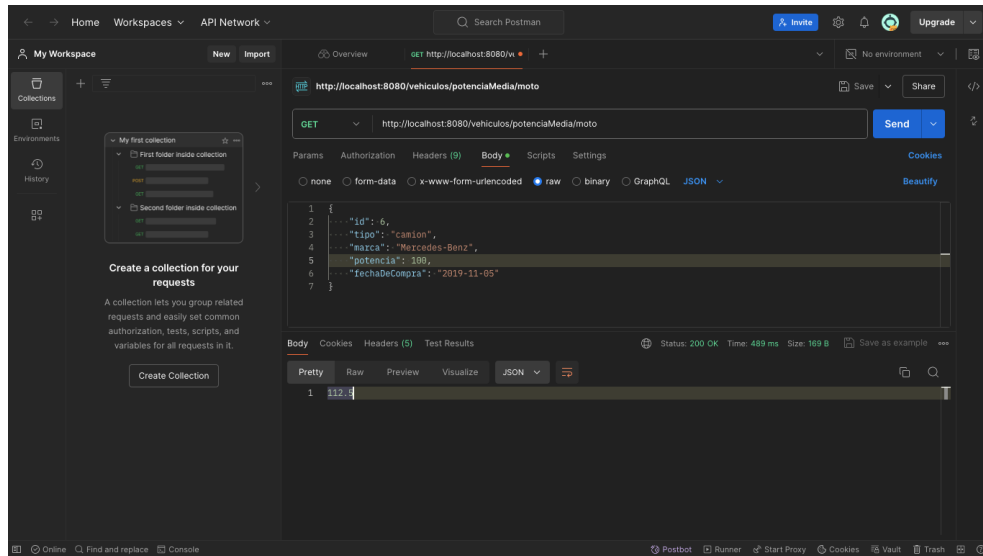 Home Workspaces API Network Search Postman Invite Upgrade
My Workspace New Import Overview GET http://localhost:8080/ve No environment
Collections
Environments
History
My first collection
First folder inside collection
GET
POST
GET
Second folder inside collection
GET
GET
Create a collection for your
requests
A collection lets you group related
requests and easily set common
authorization, tests, scripts, and
variables for all requests in it.
Create Collection
HTTP http://localhost:8080/vehiculos/potenciaMedia/moto Save Share
GET http://localhost:8080/vehiculos/potenciaMedia/moto Send
Params Authorization Headers (9) Body Scripts Settings Cookies
none form-data x-www-form-urlencoded raw binary GraphQL JSON Beautify
1 {
2 "id": 6,
3 "tipo": "camion",
4 "marca": "Mercedes-Benz",
5 "potencia": 100,
6 "fechaDeCompra": "2019-11-05"
7 }
Body Cookies Headers (5) Test Results Status: 200 OK Time: 489 ms Size: 169 B Save as example
Pretty Raw Preview Visualize JSON
1 112.5
Online Find and replace Console Postbot Runner Start Proxy Cookies Vault Trash